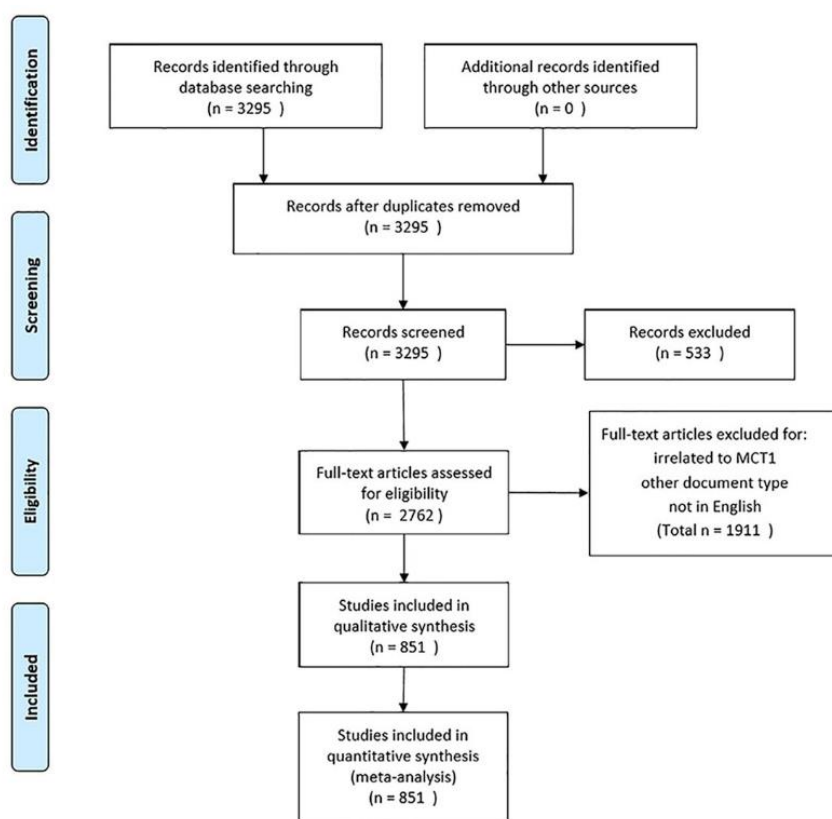 Identification
Records identified through
database searching
(n = 3295 )
Additional records identified
through other sources
(n = 0 )
Records after duplicates removed
(n = 3295 )
Screening
Records screened
(n = 3295 )
Records excluded
(n = 533 )
Eligibility
Full-text articles assessed
for eligibility
(n = 2762 )
Full-text articles excluded for:
irrelated to MCT1
other document type
not in English
(Total n = 1911 )
Included
Studies included in
qualitative synthesis
(n = 851 )
Studies included in
quantitative synthesis
(meta-analysis)
(n = 851 )